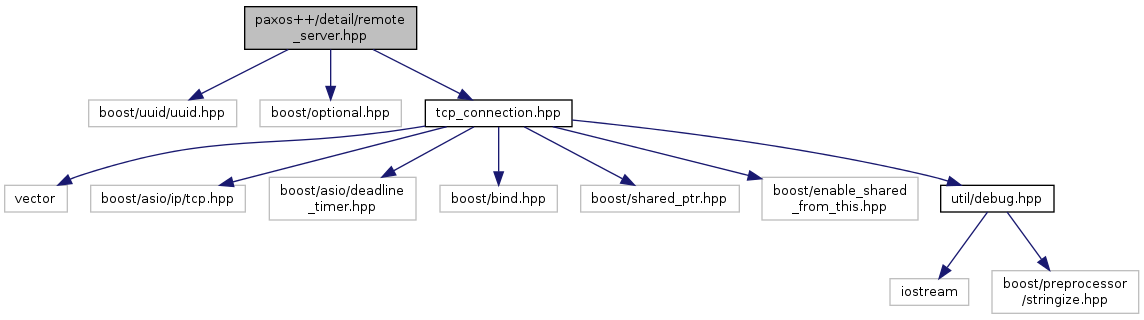 paxos++/detail/remote
_server.hpp
boost/uuid/uuid.hpp
boost/optional.hpp
tcp_connection.hpp
vector
boost/asio/ip/tcp.hpp
boost/asio/deadline
_timer.hpp
boost/bind.hpp
boost/shared_ptr.hpp
boost/enable_shared
_from_this.hpp
util/debug.hpp
iostream
boost/preprocessor
/stringize.hpp